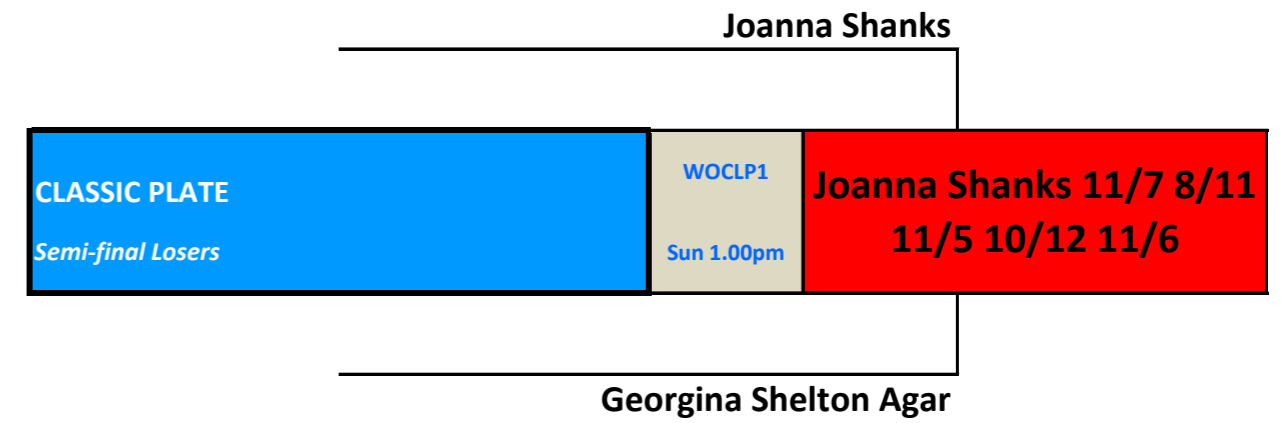 Joanna Shanks
CLASSIC PLATE
Semi-final Losers
WOCLP1
Sun 1.00pm
Joanna Shanks 11/7 8/11
11/5 10/12 11/6
Georgina Shelton Agar